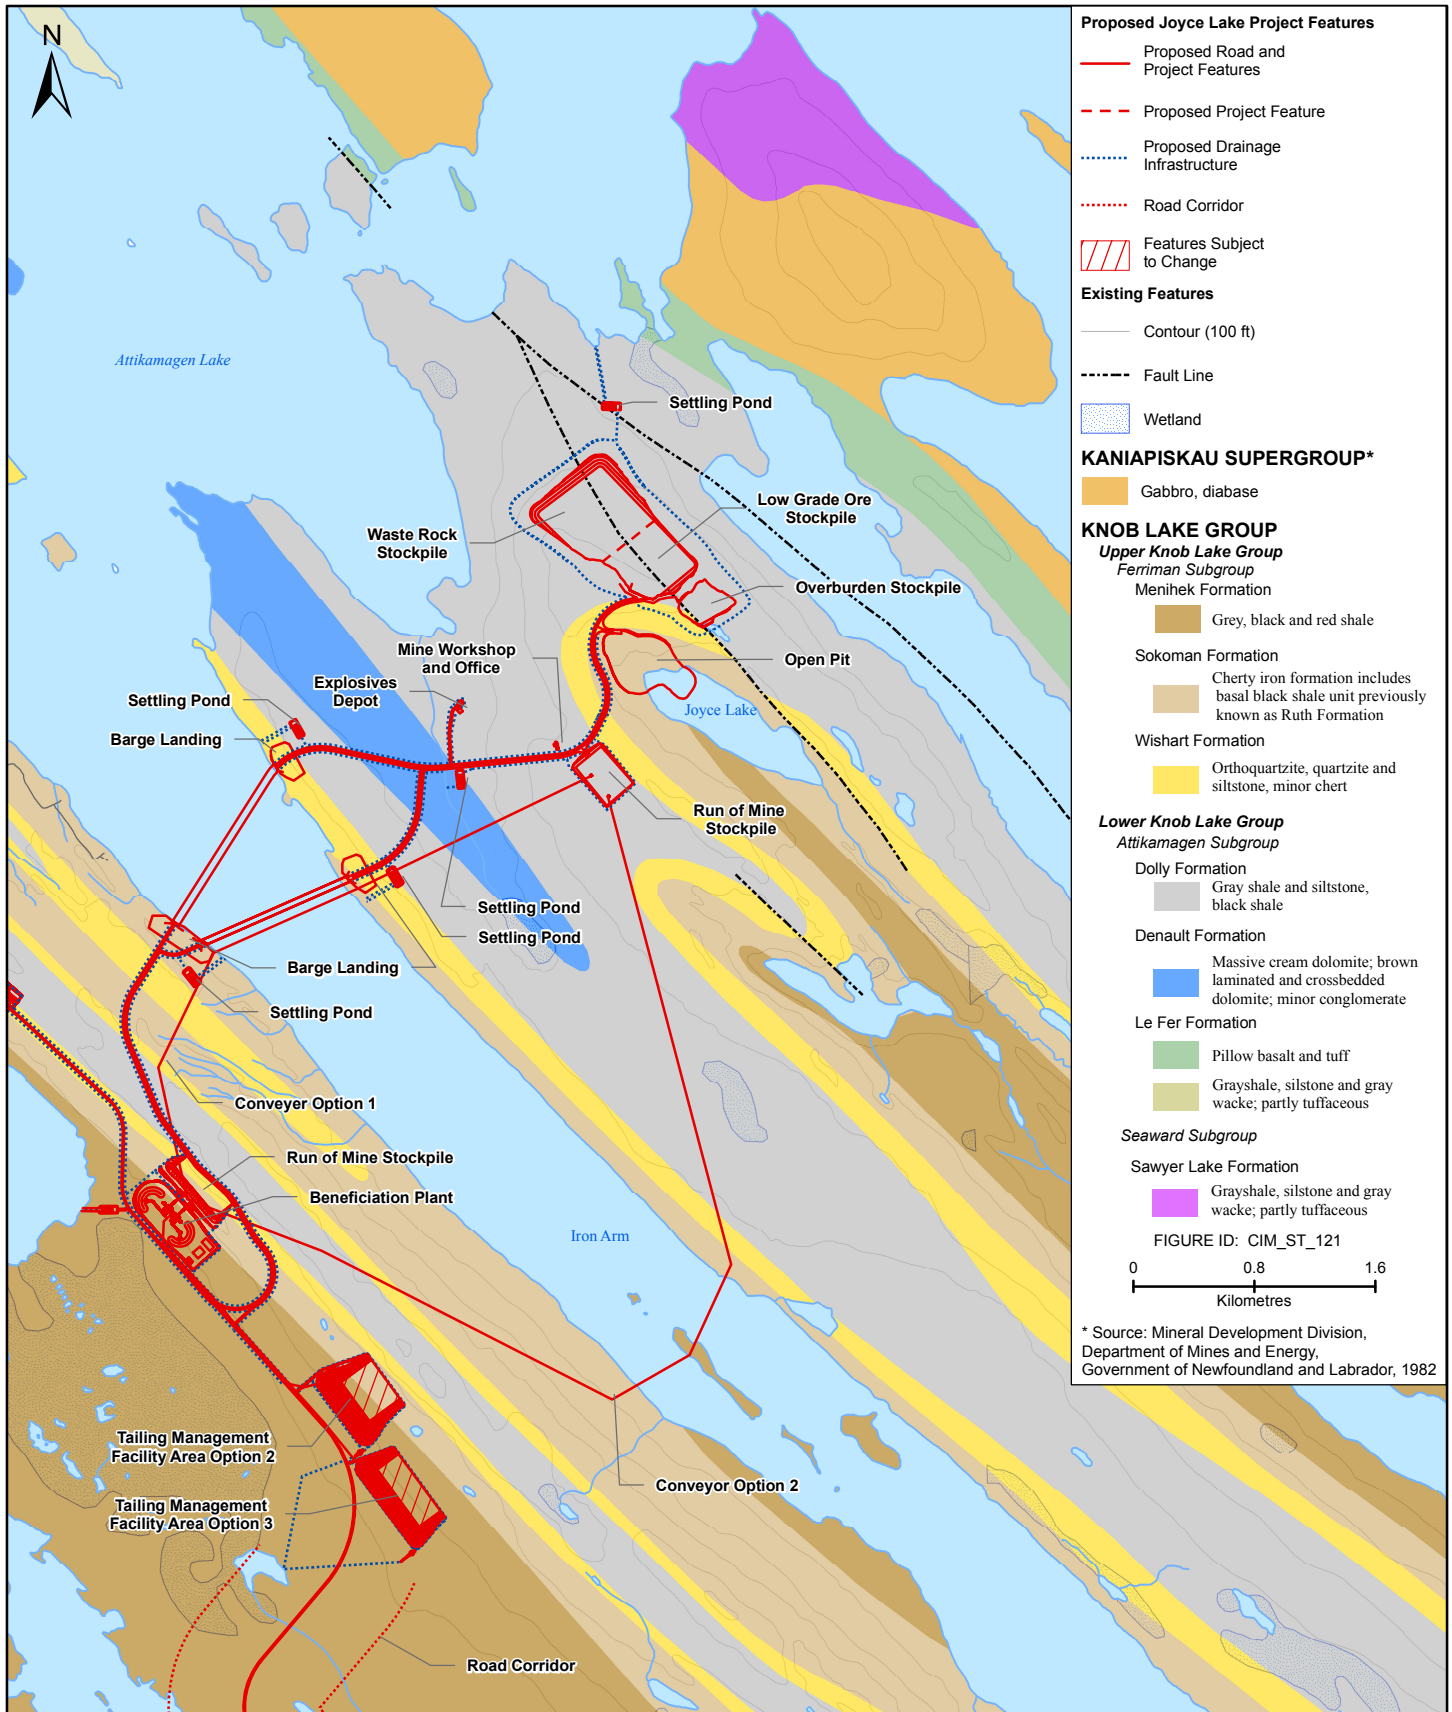 N
Attikamagen Lake
Settling Pond
Low Grade Ore
Stockpile
Waste Rock
Stockpile
Overburden Stockpile
Mine Workshop
and Office
Open Pit
Explosives
Depot
Settling Pond
Joyce Lake
Barge Landing
Run of Mine
Stockpile
Settling Pond
Settling Pond
Barge Landing
Settling Pond
Conveyer Option 1
Run of Mine Stockpile
Beneficiation Plant
Iron Arm
Tailing Management
Facility Area Option 2
Conveyor Option 2
Tailing Management
Facility Area Option 3
Road Corridor
Proposed Joyce Lake Project Features
Proposed Road and
Project Features
Proposed Project Feature
Proposed Drainage
Infrastructure
Road Corridor
Features Subject
to Change
Existing Features
Contour (100 ft)
Fault Line
Wetland
KANIAPISKAU SUPERGROUP*
Gabbro, diabase
KNOB LAKE GROUP
Upper Knob Lake Group
Ferriman Subgroup
Menihek Formation
Grey, black and red shale
Sokoman Formation
Cherty iron formation includes
basal black shale unit previously
known as Ruth Formation
Wishart Formation
Orthoquartzite, quartzite and
siltstone, minor chert
Lower Knob Lake Group
Attikamagen Subgroup
Dolly Formation
Gray shale and siltstone,
black shale
Denault Formation
Massive cream dolomite; brown
laminated and crossbedded
dolomite; minor conglomerate
Le Fer Formation
Pillow basalt and tuff
Grayshale, silstone and gray
wacke; partly tuffaceous
Seaward Subgroup
Sawyer Lake Formation
Grayshale, silstone and gray
wacke; partly tuffaceous
FIGURE ID: CIM_ST_121
0 0.8 1.6
Kilometres
* Source: Mineral Development Division,
Department of Mines and Energy,
Government of Newfoundland and Labrador, 1982